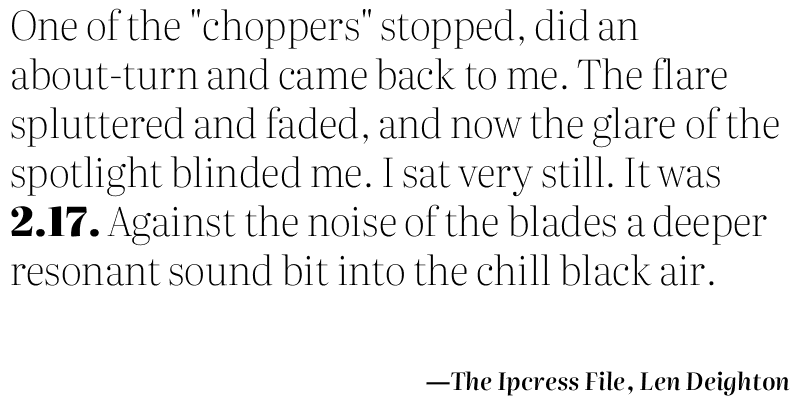 One of the "choppers" stopped, did an
about-turn and came back to me. The flare
spluttered and faded, and now the glare of the
spotlight blinded me. I sat very still. It was
2.17. Against the noise of the blades a deeper
resonant sound bit into the chill black air.
—The Ipcress File, Len Deighton